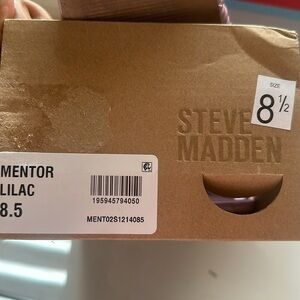 SIZE
8 ½
STEVE
MADDEN
MENTOR
LILAC
8.5
195945794050
MENT02S1214085